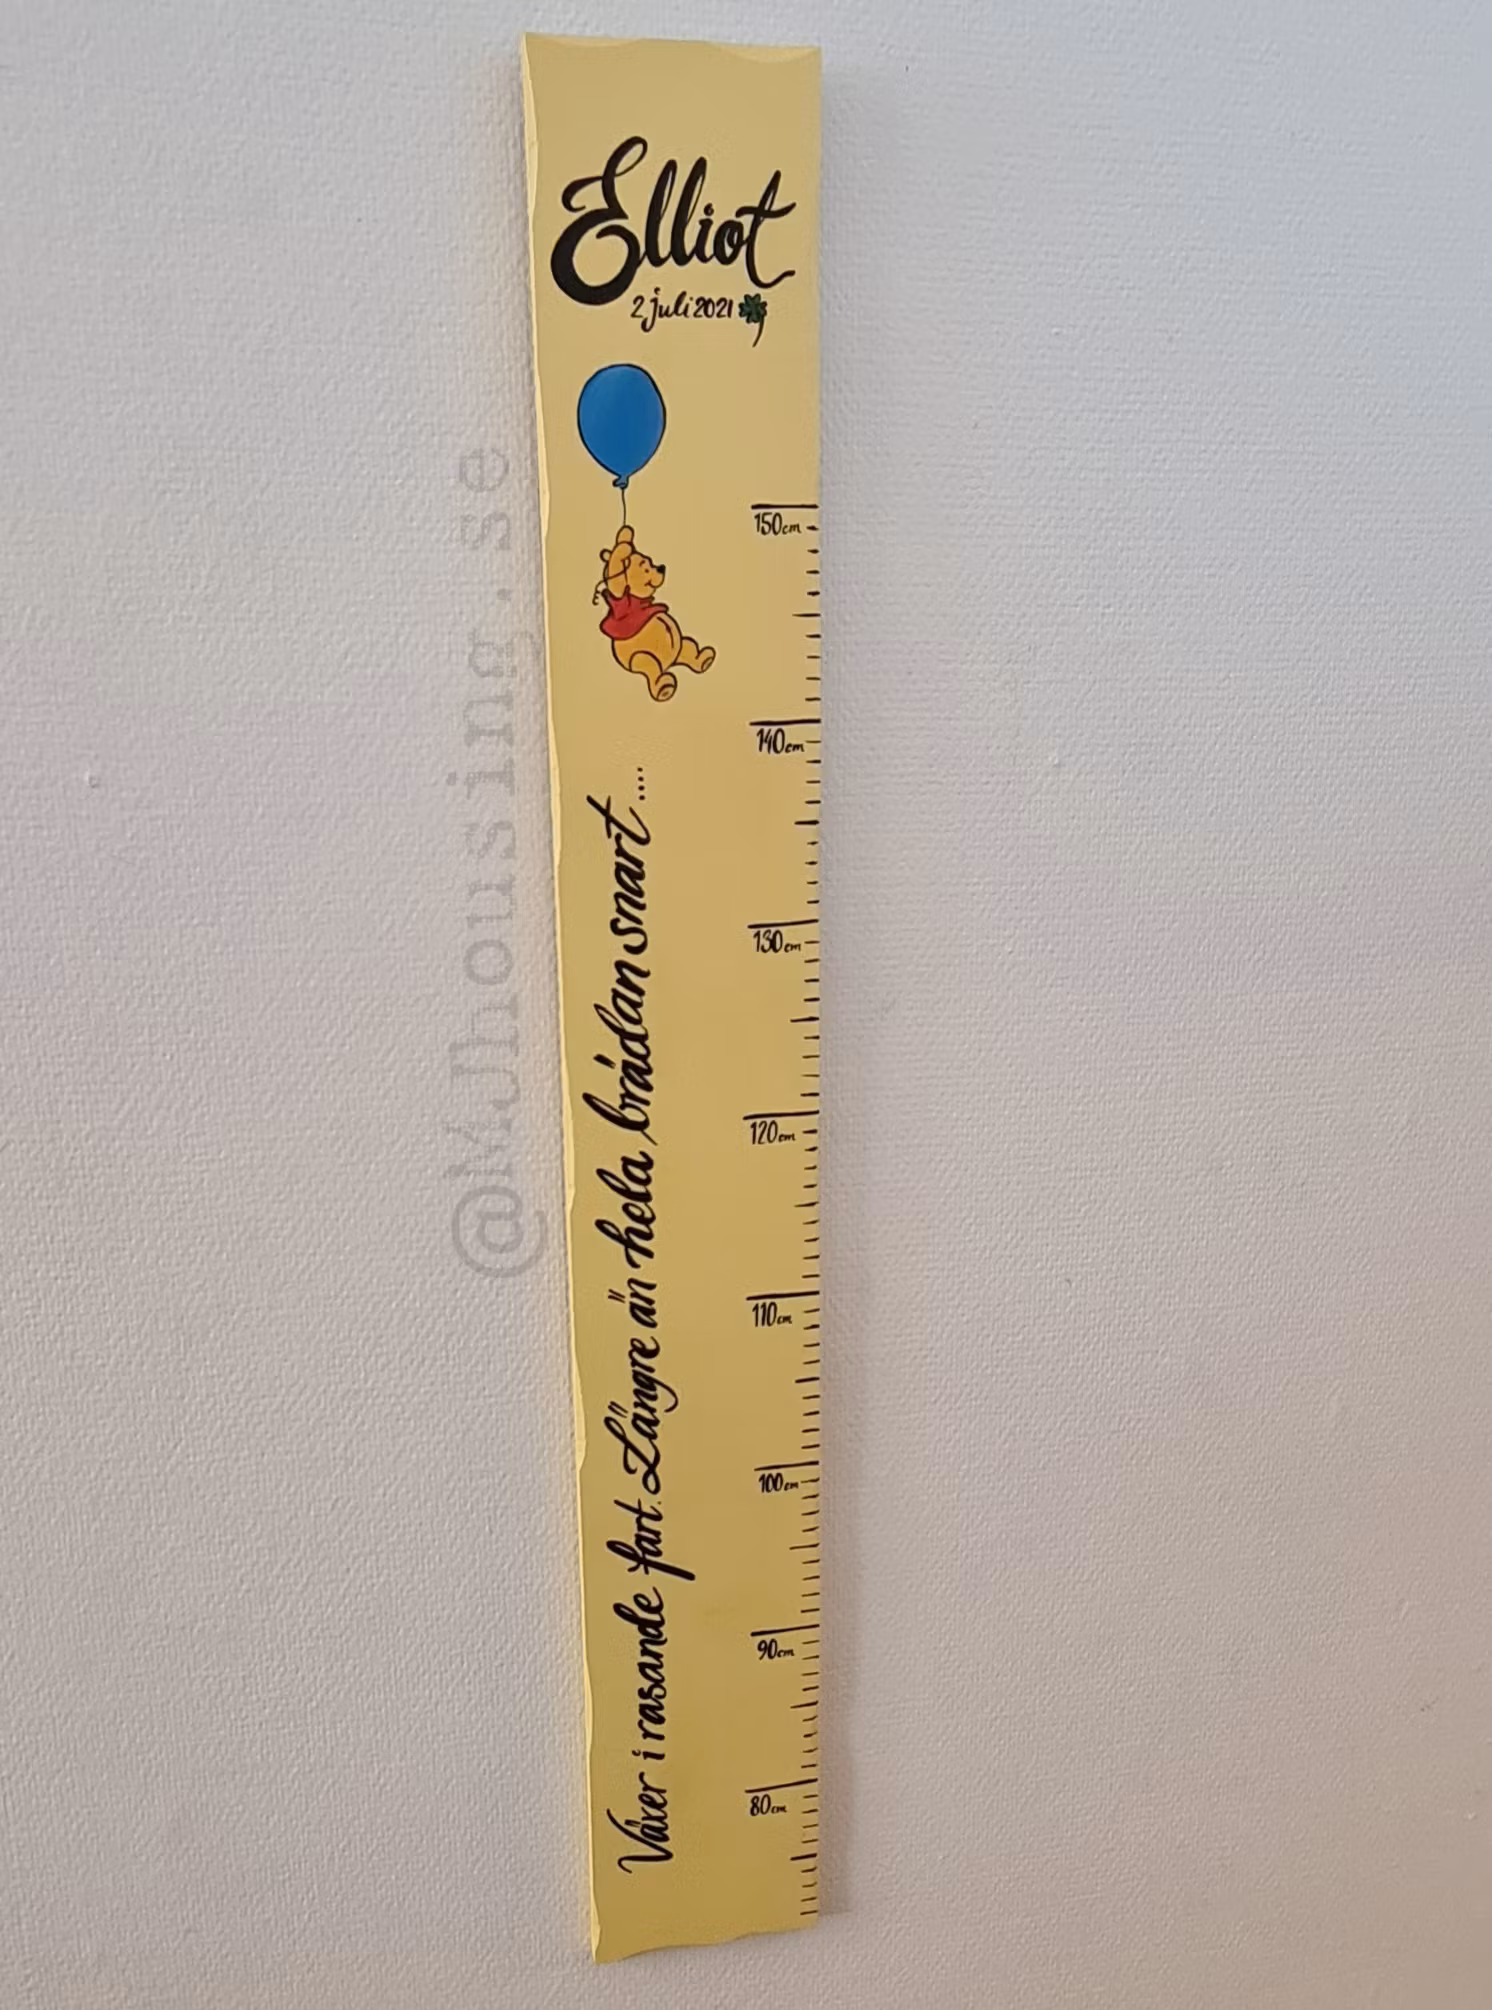 Elliot
2 juli 2021
150cm
140cm
130cm
120cm
110cm
100cm
90cm
80cm
Växer i rasande fart. Längre än hela brädan snart....
@MJhousing.se